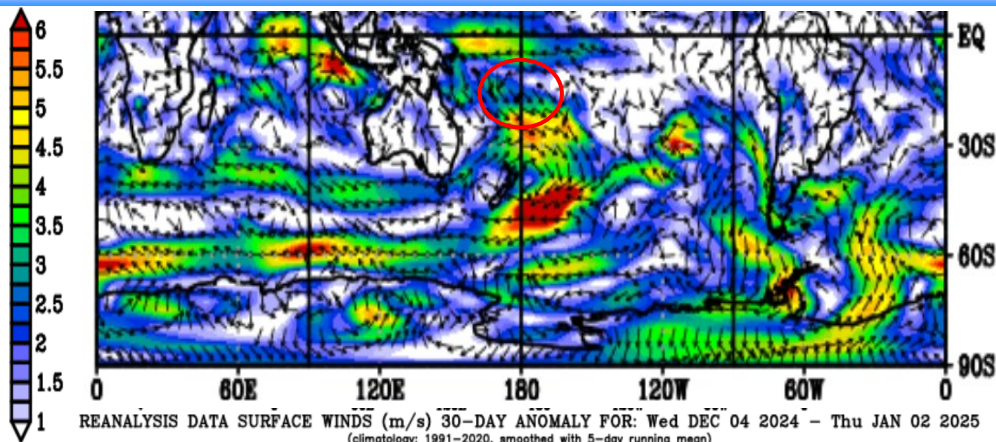 6
5.5
5
4.5
4
3.5
3
2.5
2
1.5
1
EQ
30S
60S
90S
0 60E 120E 180 120W 60W 0
REANALYSIS DATA SURFACE WINDS (m/s) 30-DAY ANOMALY FOR: Wed DEC 04 2024 – Thu JAN 02 2025
(climatology: 1991-2020, smoothed with 5-day running mean)